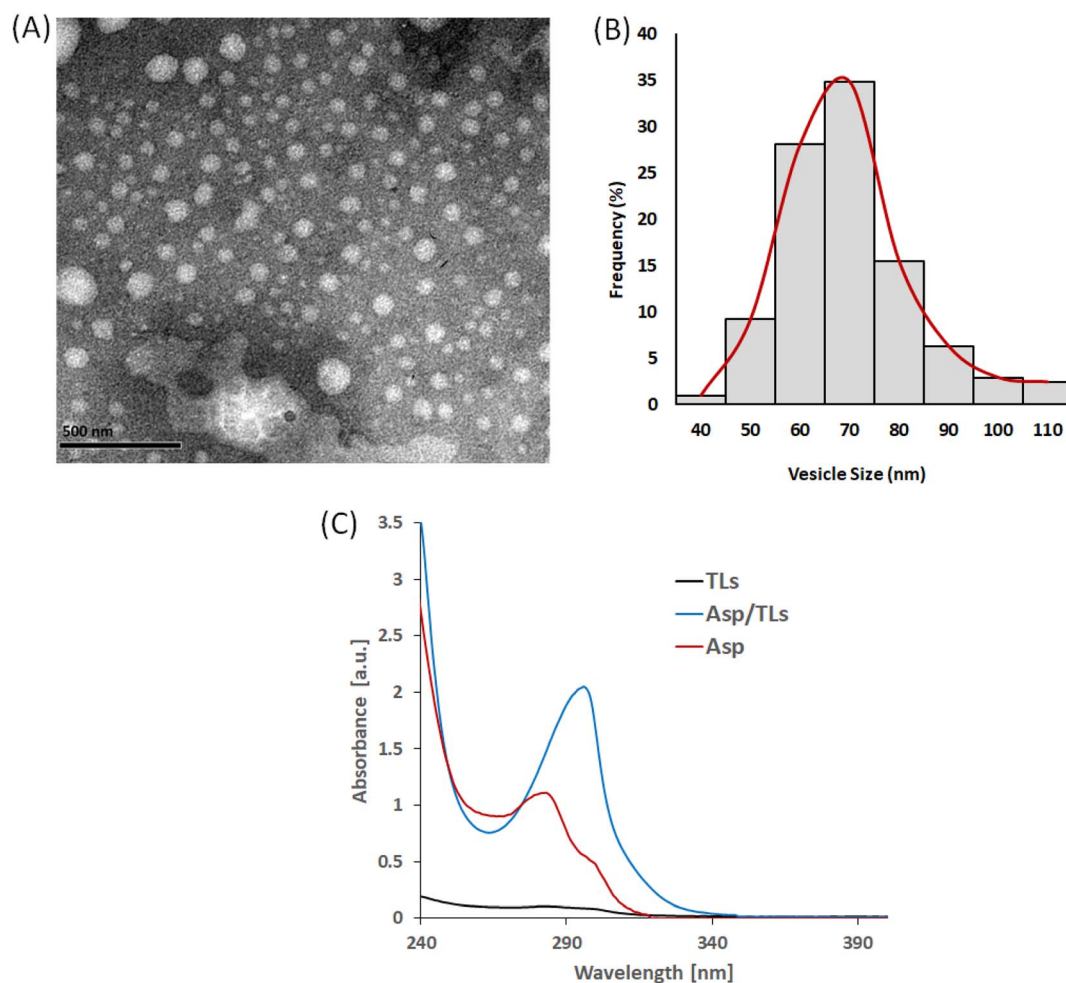 (A)
500 nm
(B)
40
35
30
25
20
15
10
5
0
Frequency (%)
40 50 60 70 80 90 100 110
Vesicle Size (nm)
(C)
3.5
3
2.5
2
1.5
1
0.5
0
Absorbance [a.u.]
TLs
Asp/TLs
Asp
240 290 340 390
Wavelength [nm]